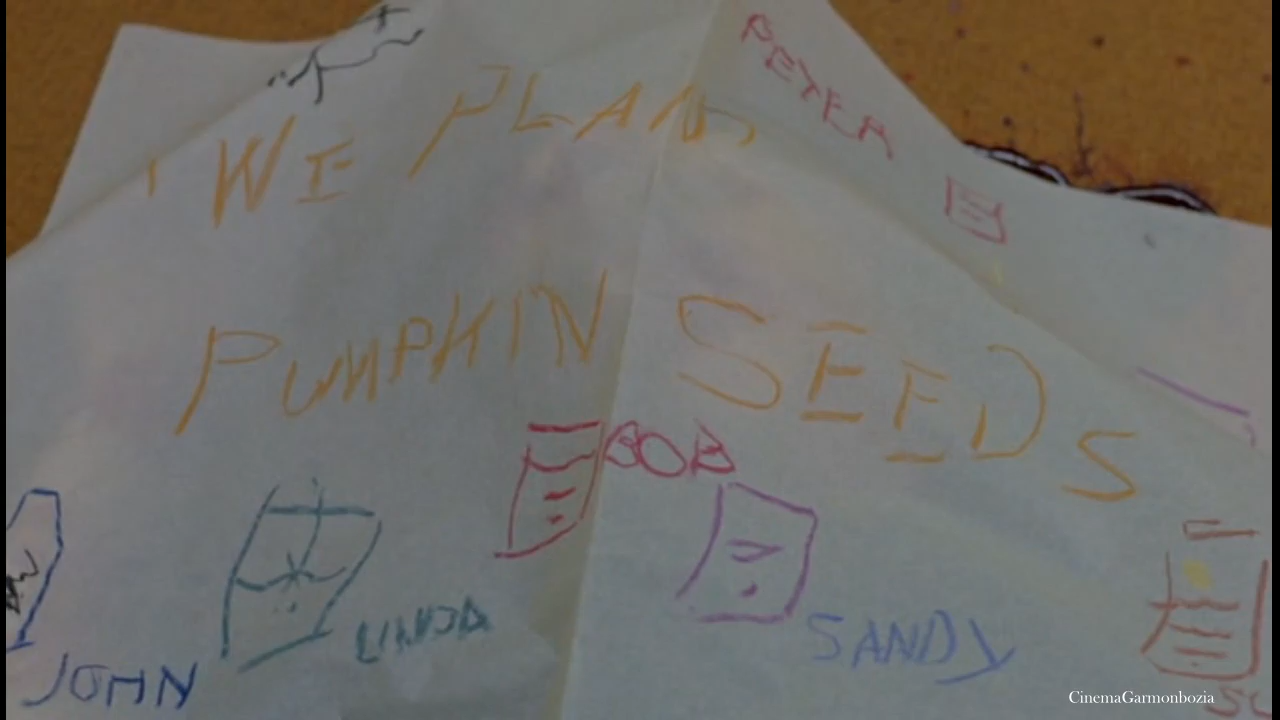 PETER
WE PLAN
PUMPKIN SEEDS
BOB
LINDA
SANDY
JOHN
CinemaGarmonbozia